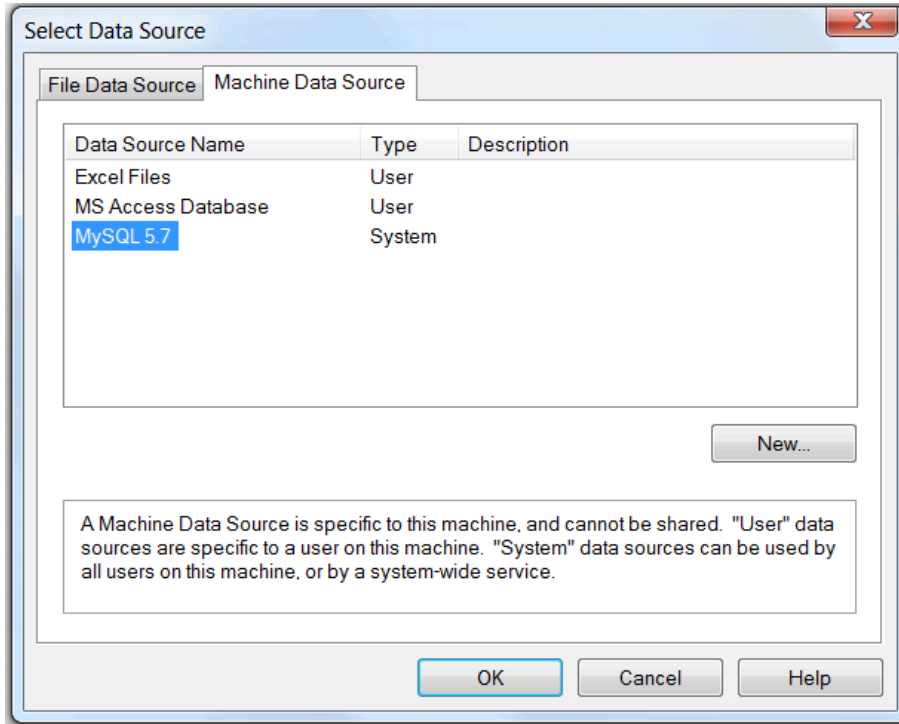 Select Data Source
File Data Source Machine Data Source
Data Source Name Type Description
Excel Files User
MS Access Database User
MySQL 5.7 System
New...
A Machine Data Source is specific to this machine, and cannot be shared. "User" data
sources are specific to a user on this machine. "System" data sources can be used by
all users on this machine, or by a system-wide service.
OK Cancel Help